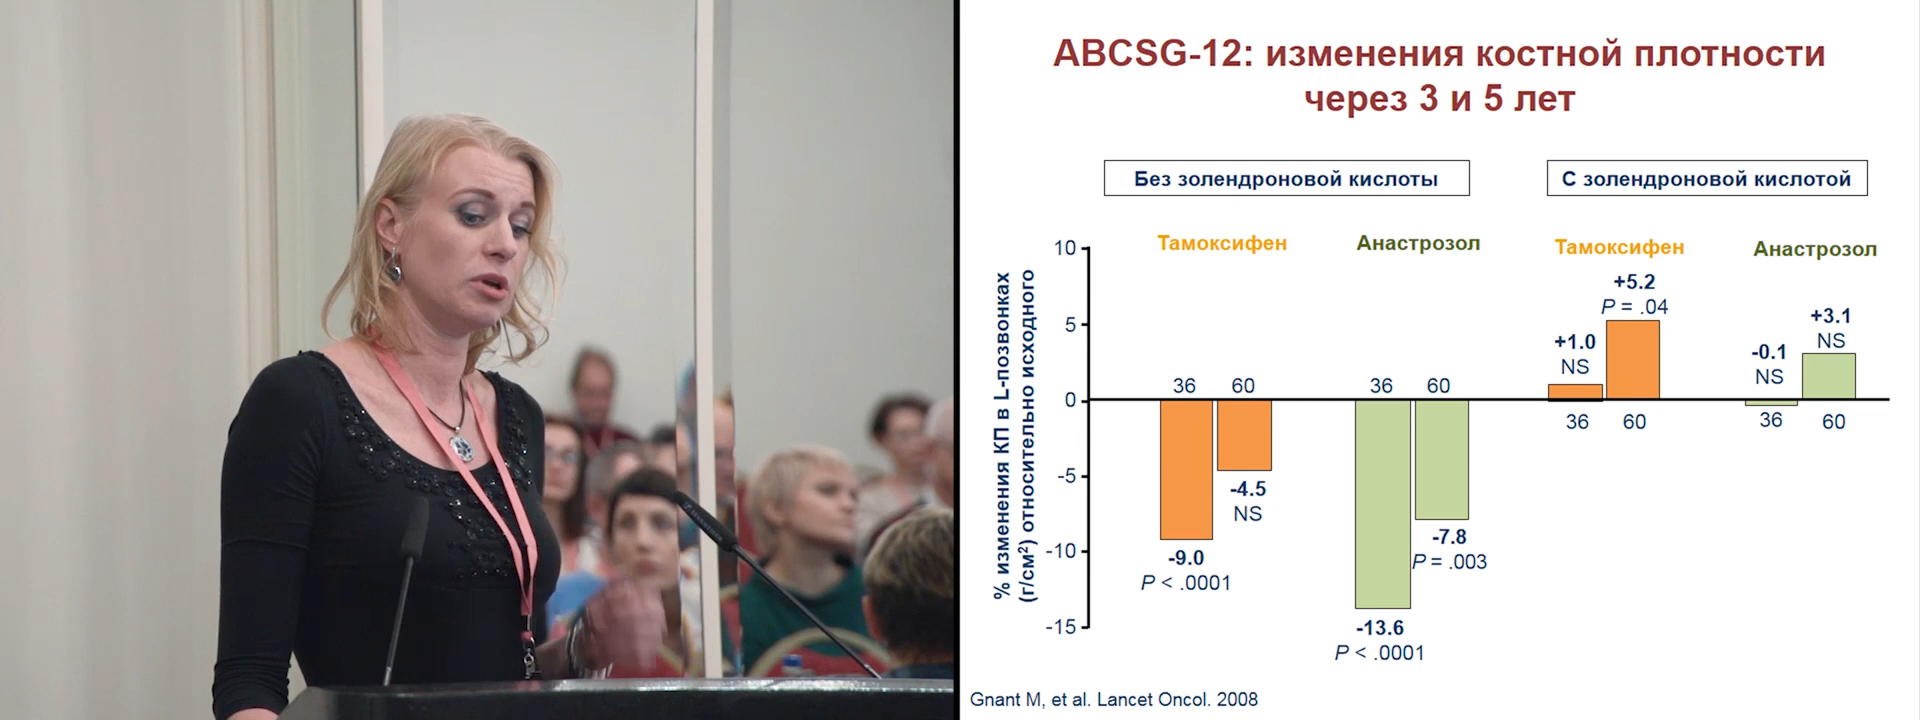 ABCSG-12: изменения костной плотности
через 3 и 5 лет
Без золендроновой кислоты
С золендроновой кислотой
Тамоксифен
Анастрозол
Тамоксифен
Анастрозол
% изменения КП в L-позвонках
(г/см²) относительно исходного
10
5
0
-5
-10
-15
36
60
-9.0
P < .0001
-4.5
NS
36
60
-13.6
P < .0001
-7.8
P = .003
+1.0
NS
+5.2
P = .04
36
60
-0.1
NS
+3.1
NS
36
60
Gnant M, et al. Lancet Oncol. 2008